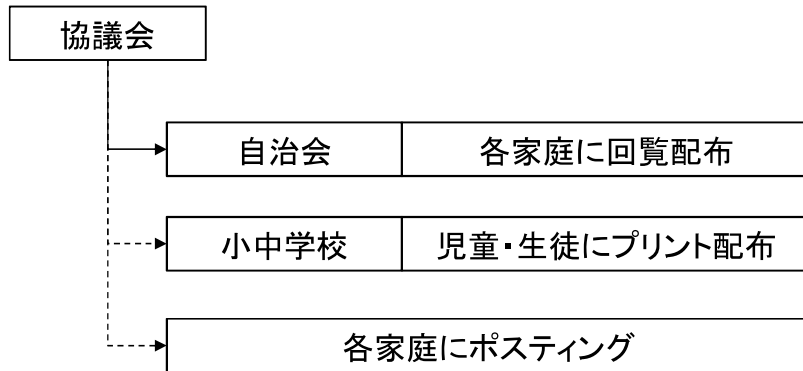 協議会
自治会 各家庭に回覧配布
小中学校 児童・生徒にプリント配布
各家庭にポスティング